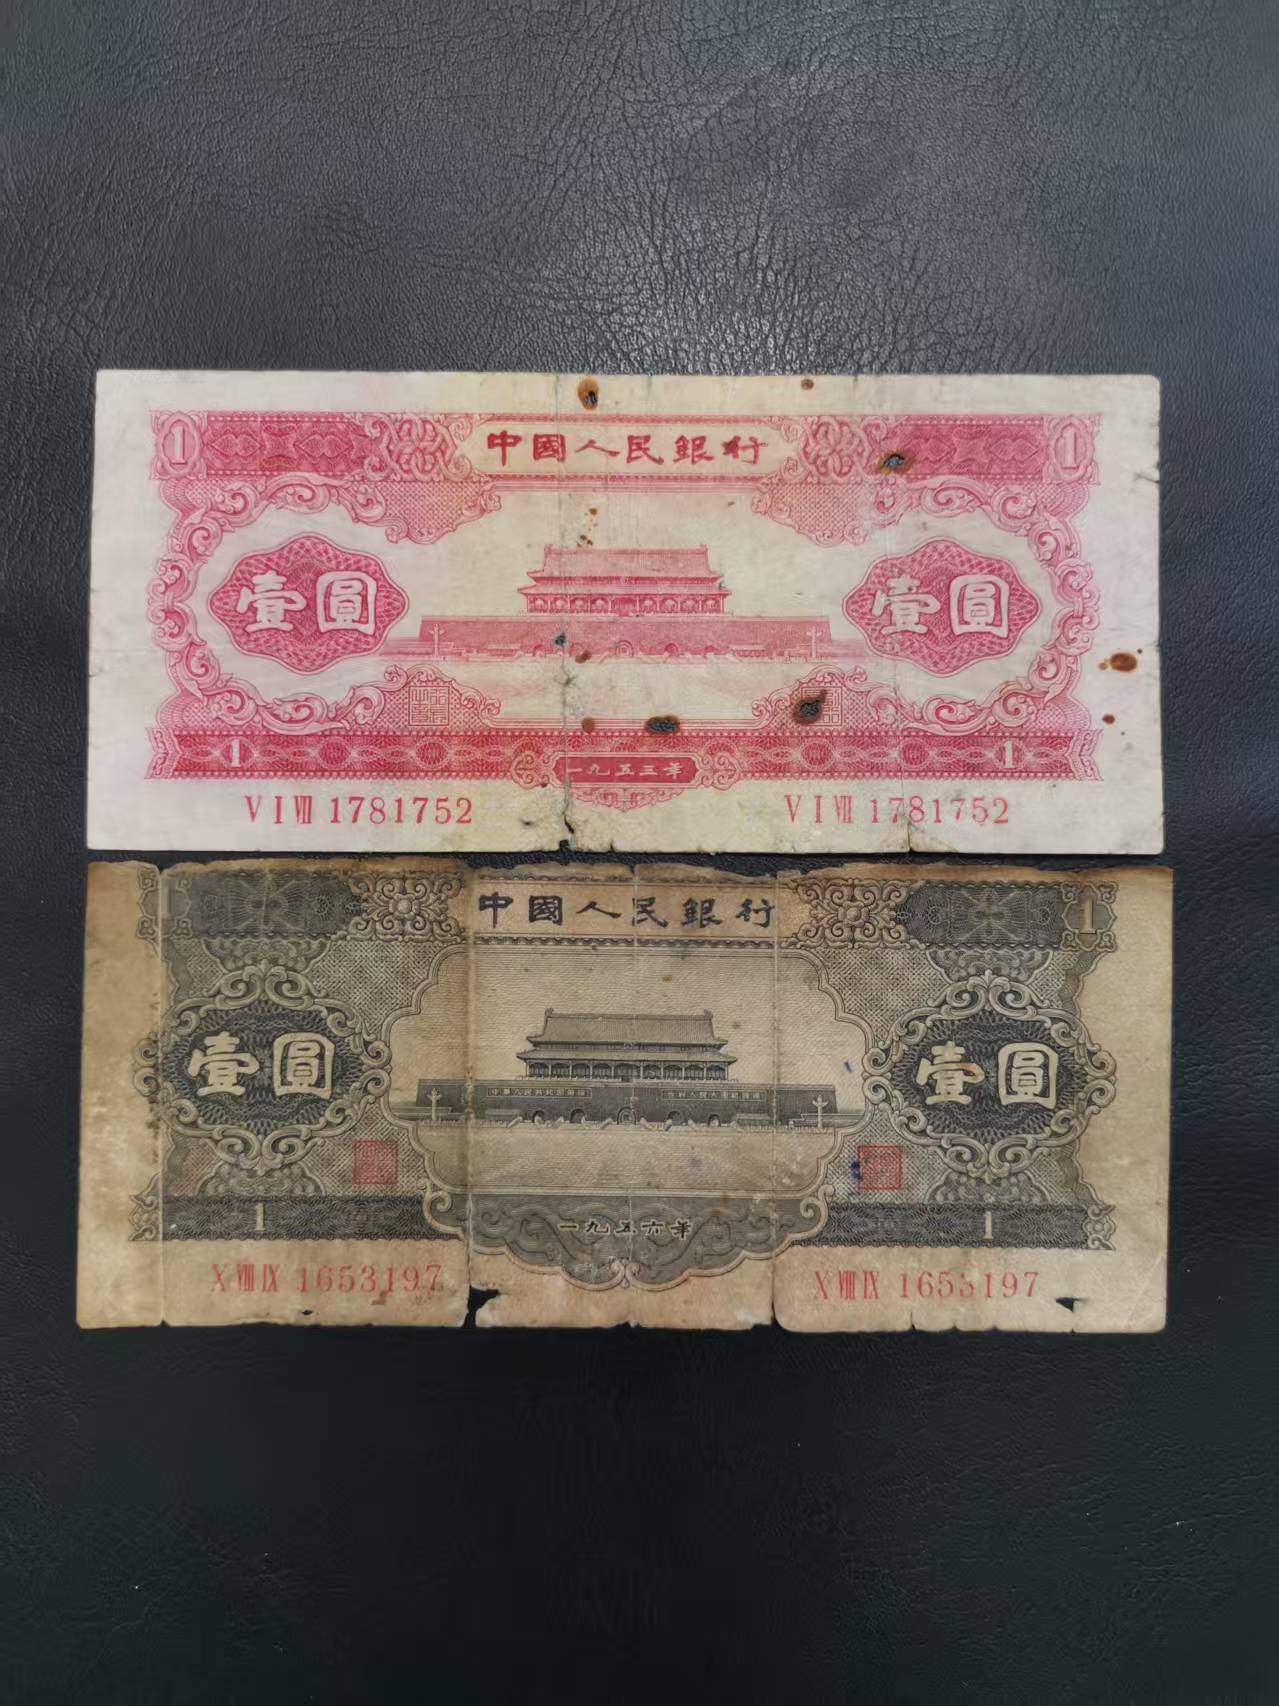 1 中國人民銀行 1
壹圓 壹圓
1 1
一九五三年
V I VII 1781752 V I VII 1781752
中國人民銀行 1
壹圓 壹圓
1 1
一九五六年
X VIII IX 1653197 X VIII IX 1653197